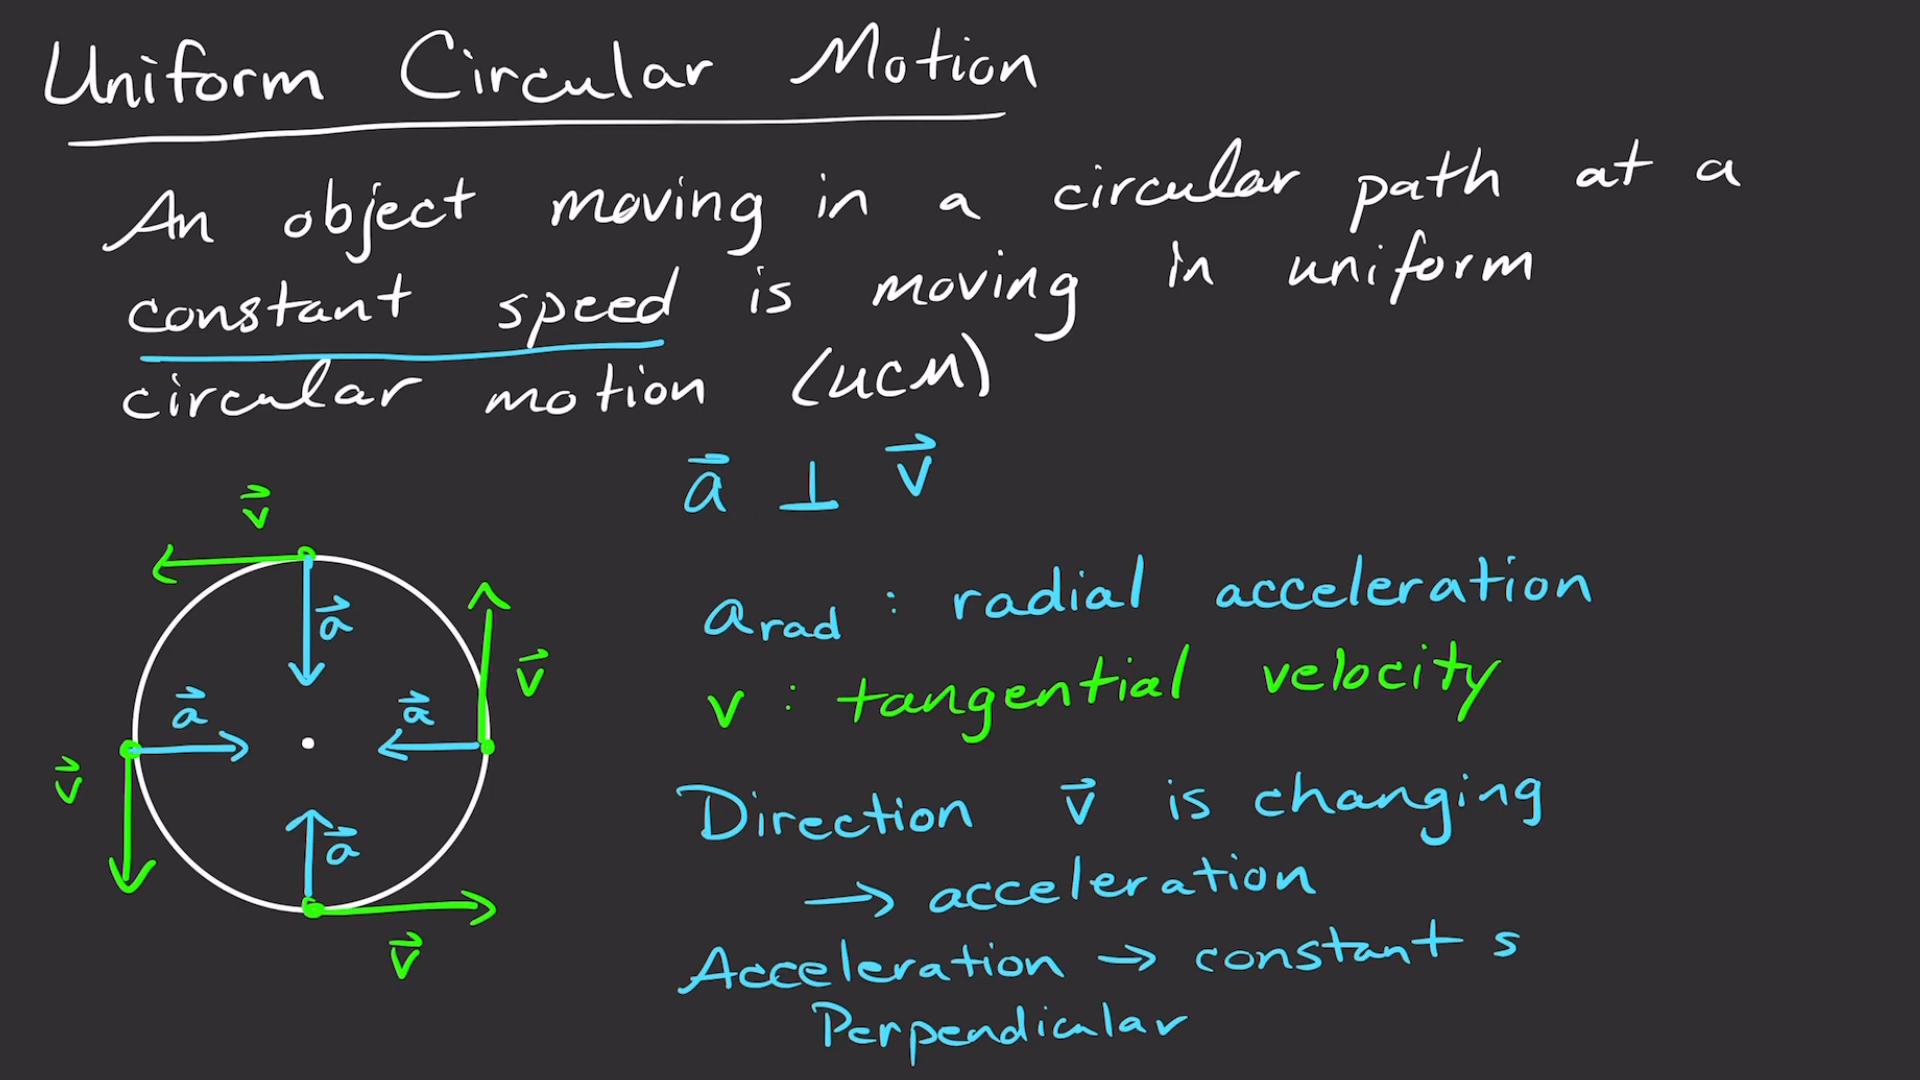 Uniform Circular Motion
An object moving in a circular path at a
constant speed is moving in uniform
circular motion (UCM)
a⃗ ⊥ v⃗
v⃗
a⃗
v⃗
a⃗
a⃗
v⃗
a⃗
v⃗
a_rad : radial acceleration
v : tangential velocity
Direction v⃗ is changing
→ acceleration
Acceleration → constant s
Perpendicular